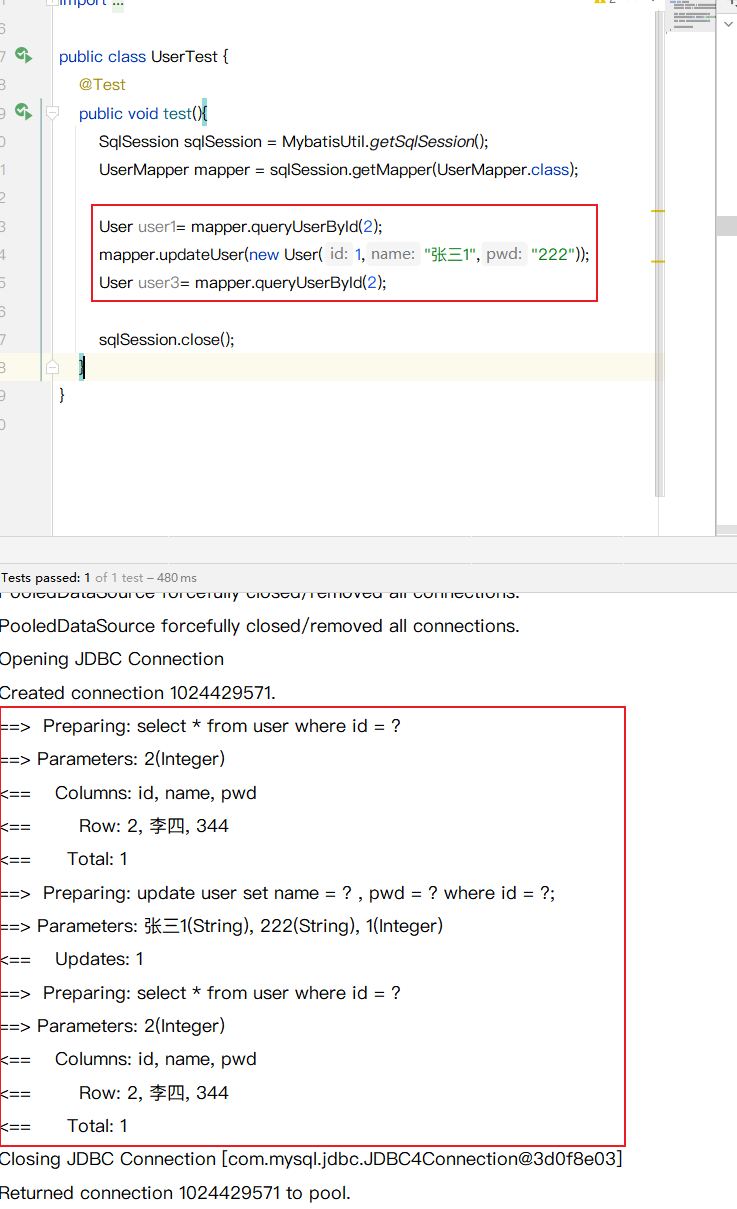 import ...
public class UserTest {
@Test
public void test(){
SqlSession sqlSession = MybatisUtil.getSqlSession();
UserMapper mapper = sqlSession.getMapper(UserMapper.class);
User user1= mapper.queryUserById(2);
mapper.updateUser(new User( id: 1, name: "张三1", pwd: "222"));
User user3= mapper.queryUserById(2);
sqlSession.close();
}
}
Tests passed: 1 of 1 test – 480 ms
PooledDataSource forcefully closed/removed all connections.
PooledDataSource forcefully closed/removed all connections.
Opening JDBC Connection
Created connection 1024429571.
==>  Preparing: select * from user where id = ?
==> Parameters: 2(Integer)
<==    Columns: id, name, pwd
<==        Row: 2, 李四, 344
<==      Total: 1
==>  Preparing: update user set name = ? , pwd = ? where id = ?;
==> Parameters: 张三1(String), 222(String), 1(Integer)
<==    Updates: 1
==>  Preparing: select * from user where id = ?
==> Parameters: 2(Integer)
<==    Columns: id, name, pwd
<==        Row: 2, 李四, 344
<==      Total: 1
Closing JDBC Connection [com.mysql.jdbc.JDBC4Connection@3d0f8e03]
Returned connection 1024429571 to pool.